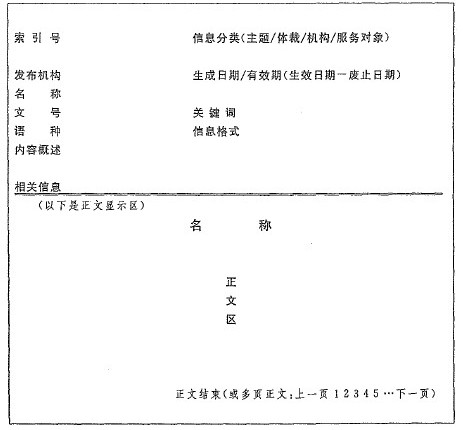 索引号 信息分类(主题/体裁/机构/服务对象)
发布机构 生成日期/有效期(生效日期一废止日期)
名 称
文 号 关键词
语 种 信息格式
内容概述
相关信息
(以下是正文显示区)
名 称
正
文
区
正文结束(或多页正文:上一页 1 2 3 4 5 …下一页)